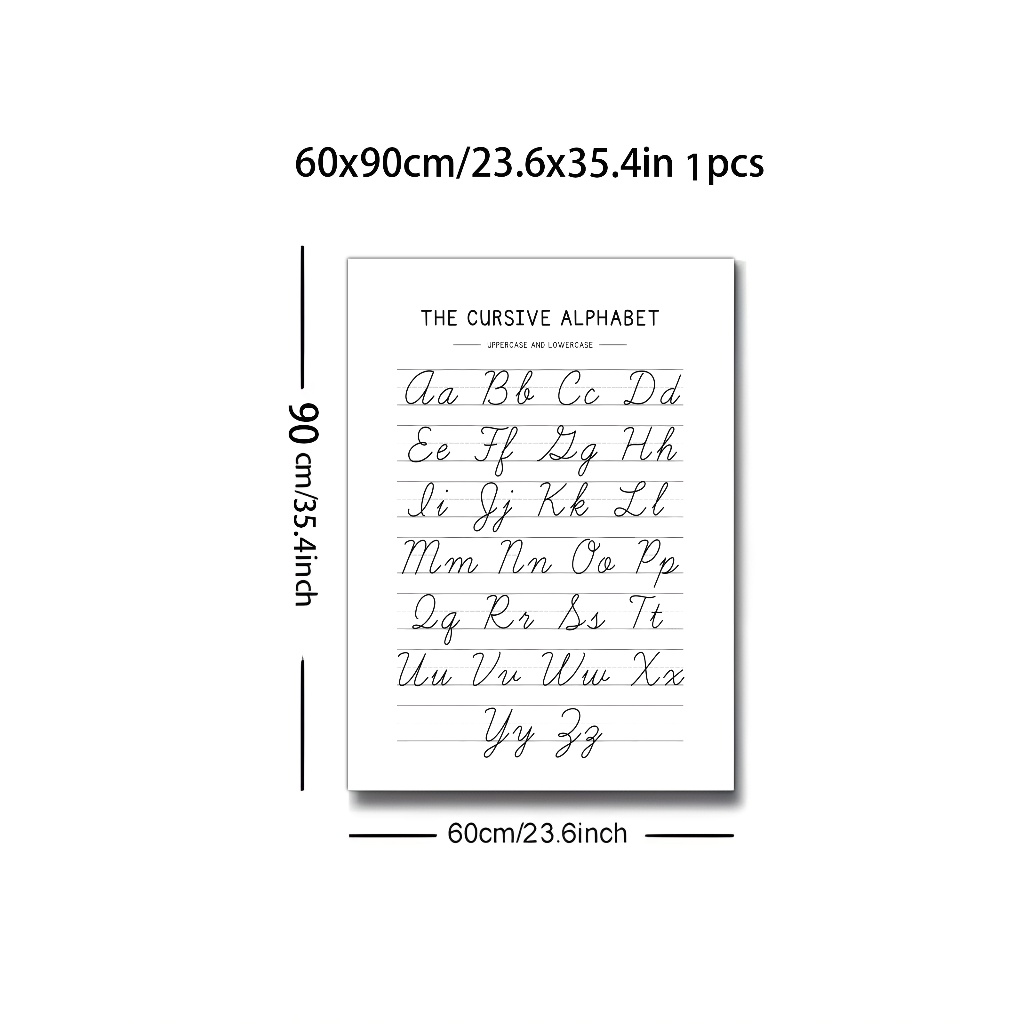 60x90cm/23.6x35.4in 1pcs
THE CURSIVE ALPHABET
UPPERCASE AND LOWERCASE
Aa Bb Cc Dd
Ee Ff Gg Hh
Ii Jj Kk Ll
Mm Nn Oo Pp
Qq Rr Ss Tt
Uu Vv Ww Xx
Yy Zz
90 cm/35.4inch
60cm/23.6inch